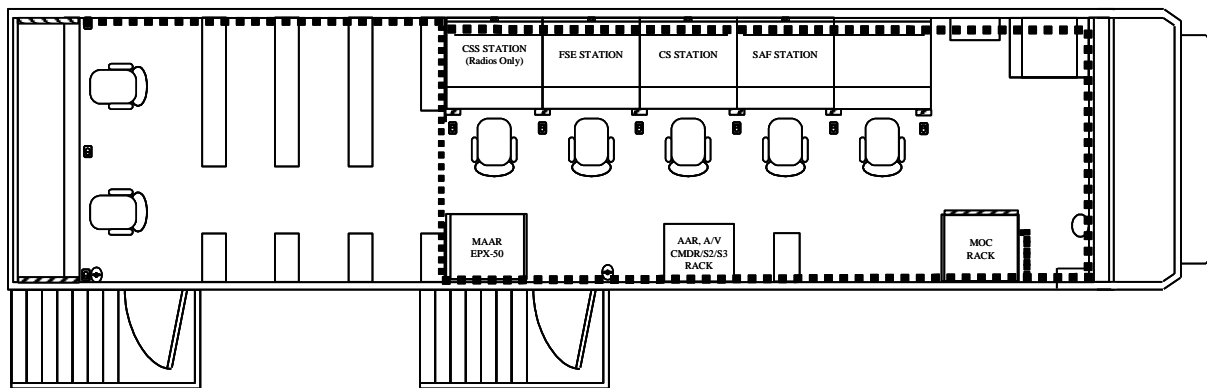 CSS STATION
(Radios Only)
FSE STATION
CS STATION
SAF STATION
MAAR
EPX-50
AAR, A/V
CMDR/S2/S3
RACK
MOC
RACK